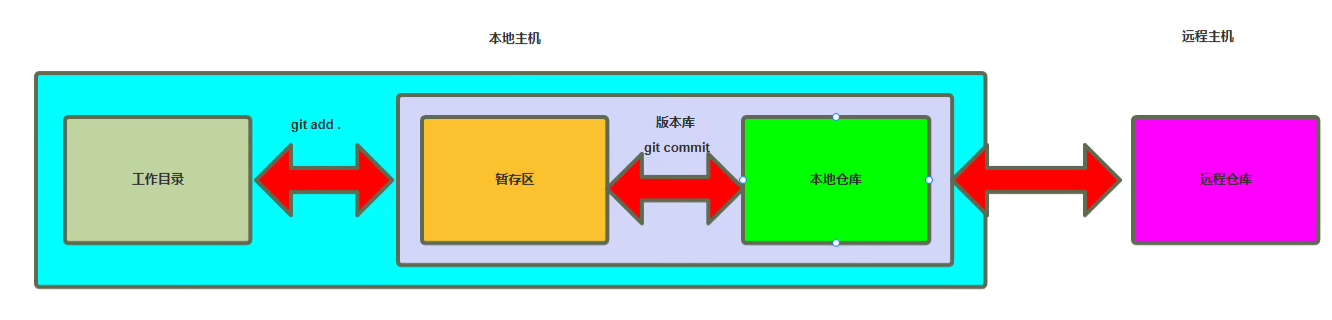 本地主机
远程主机
git add .
版本库
git commit
工作目录
暂存区
本地仓库
远程仓库